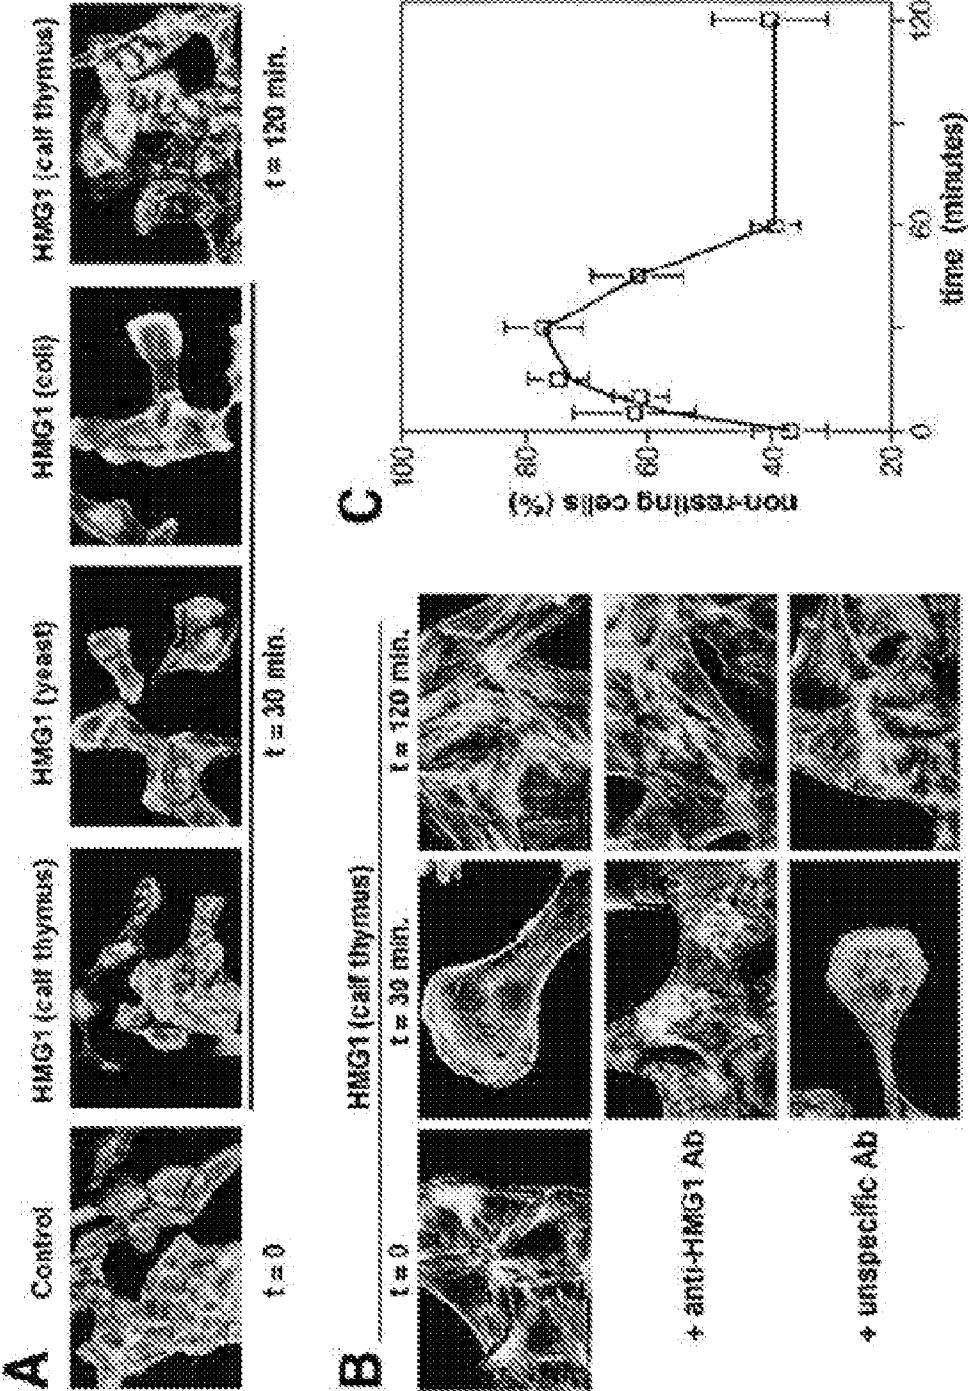 A
Control
HMG1 (calf thymus)
HMG1 (yeast)
HMG1 (coli)
HMG1 (calf thymus)
t = 0
t = 30 min.
t = 120 min.
B
HMG1 (calf thymus)
t = 0
t = 30 min.
t = 120 min.
+ anti-HMG1 Ab
+ unspecific Ab
C
non-resting cells (%)
100
80
60
40
20
0
60
120
time (minutes)